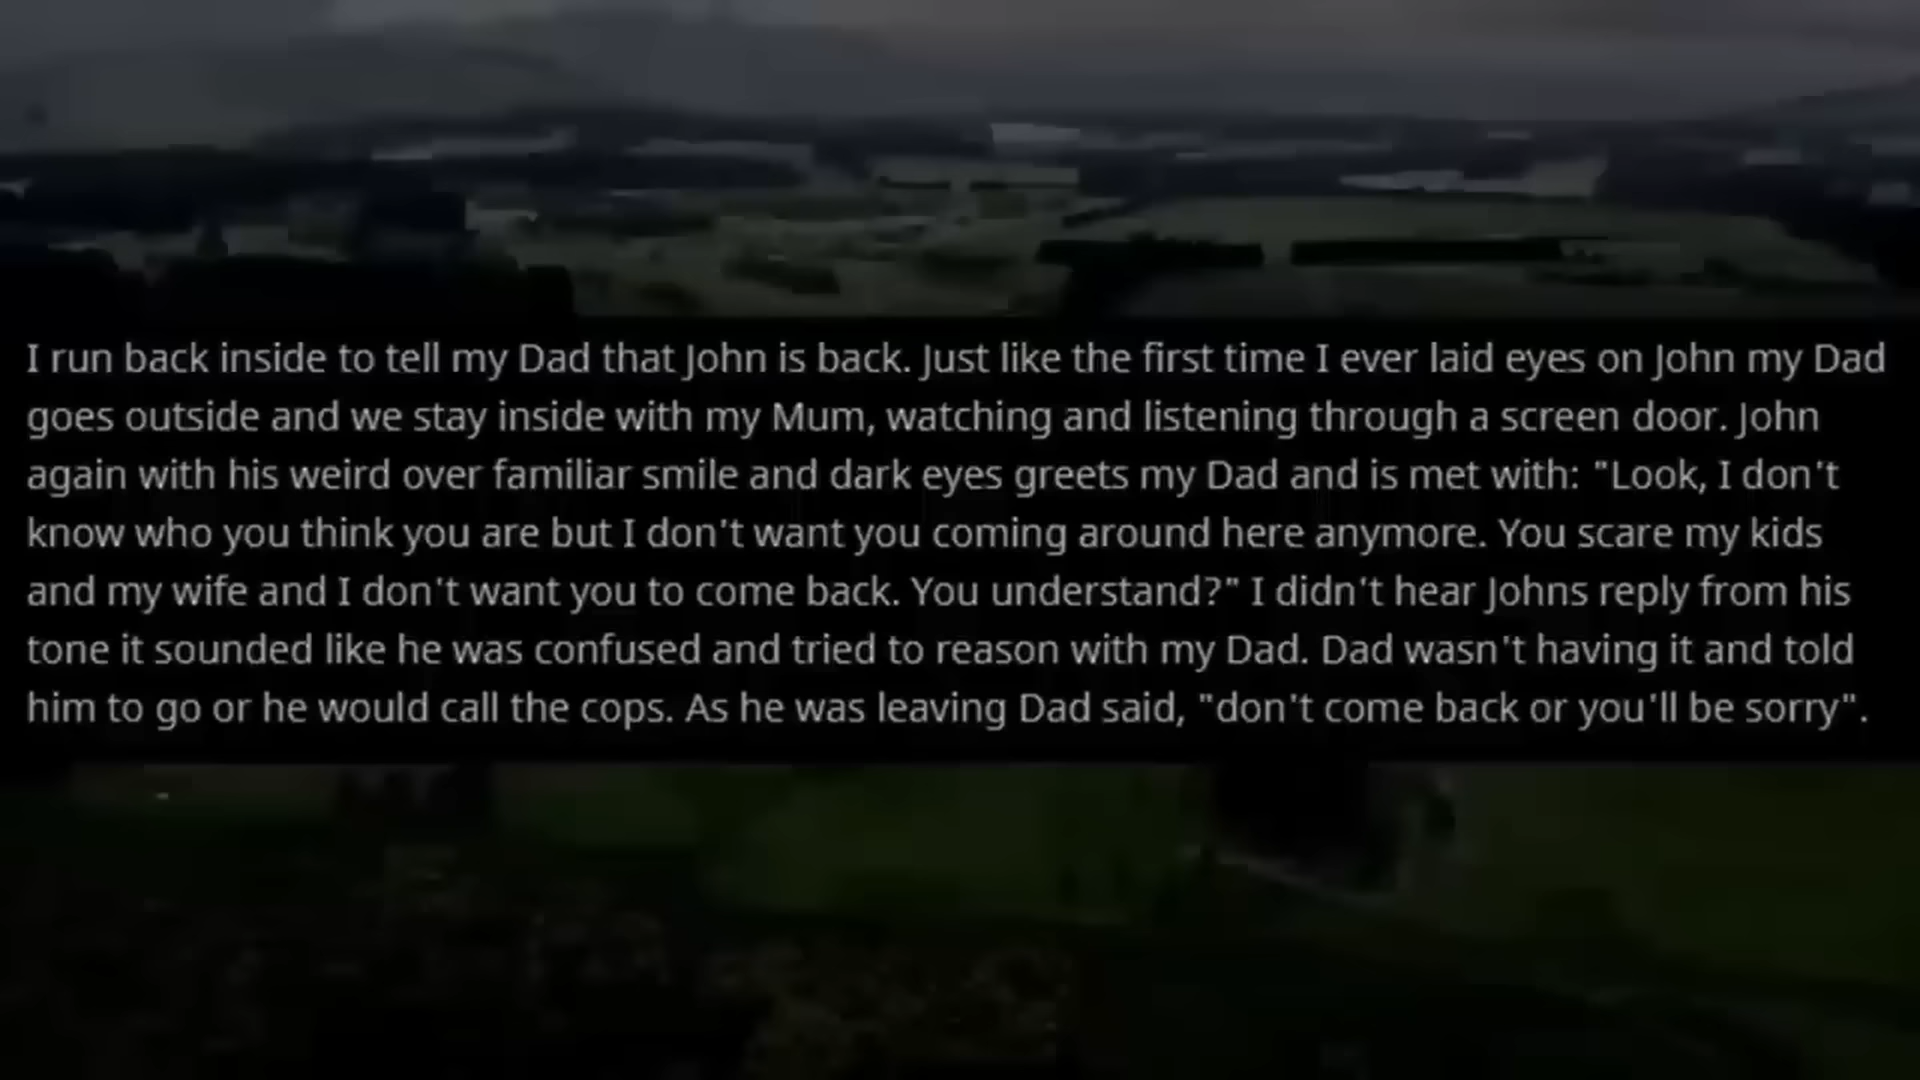 I run back inside to tell my Dad that John is back. Just like the first time I ever laid eyes on John my Dad
goes outside and we stay inside with my Mum, watching and listening through a screen door. John
again with his weird over familiar smile and dark eyes greets my Dad and is met with: "Look, I don't
know who you think you are but I don't want you coming around here anymore. You scare my kids
and my wife and I don't want you to come back. You understand?" I didn't hear Johns reply from his
tone it sounded like he was confused and tried to reason with my Dad. Dad wasn't having it and told
him to go or he would call the cops. As he was leaving Dad said, "don't come back or you'll be sorry".